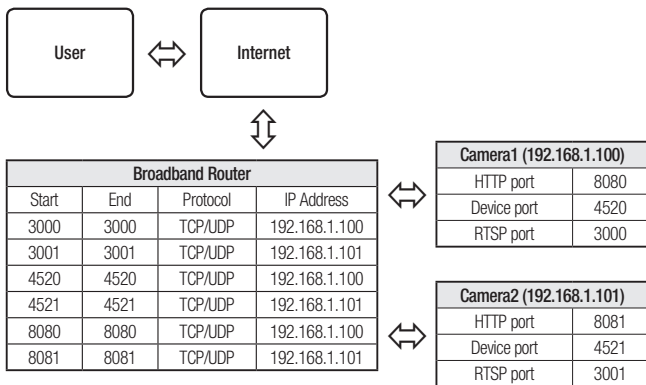 User
Internet
Broadband Router
Start End Protocol IP Address
3000 3000 TCP/UDP 192.168.1.100
3001 3001 TCP/UDP 192.168.1.101
4520 4520 TCP/UDP 192.168.1.100
4521 4521 TCP/UDP 192.168.1.101
8080 8080 TCP/UDP 192.168.1.100
8081 8081 TCP/UDP 192.168.1.101
Camera1 (192.168.1.100)
HTTP port 8080
Device port 4520
RTSP port 3000
Camera2 (192.168.1.101)
HTTP port 8081
Device port 4521
RTSP port 3001